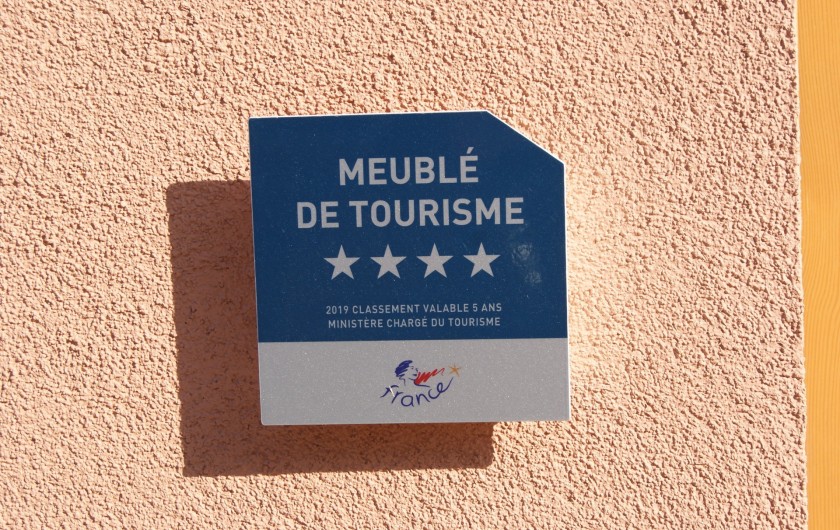 MEUBLÉ
DE TOURISME
★★★★
2019 CLASSEMENT VALABLE 5 ANS
MINISTÈRE CHARGÉ DU TOURISME
France